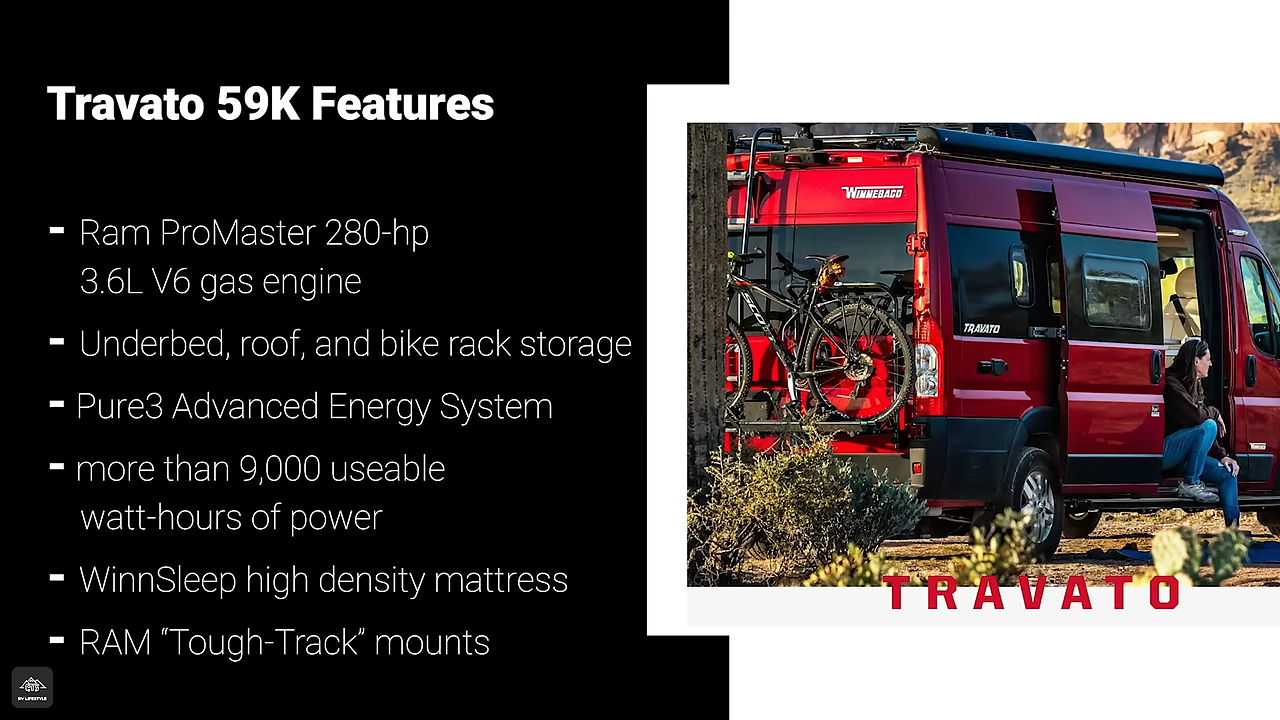 Travato 59K Features
- Ram ProMaster 280-hp
3.6L V6 gas engine
- Underbed, roof, and bike rack storage
- Pure3 Advanced Energy System
- more than 9,000 useable
watt-hours of power
- WinnSleep high density mattress
- RAM “Tough-Track” mounts
WINNEBAGO
TRAVATO
TRAVATO
RV LIFESTYLE